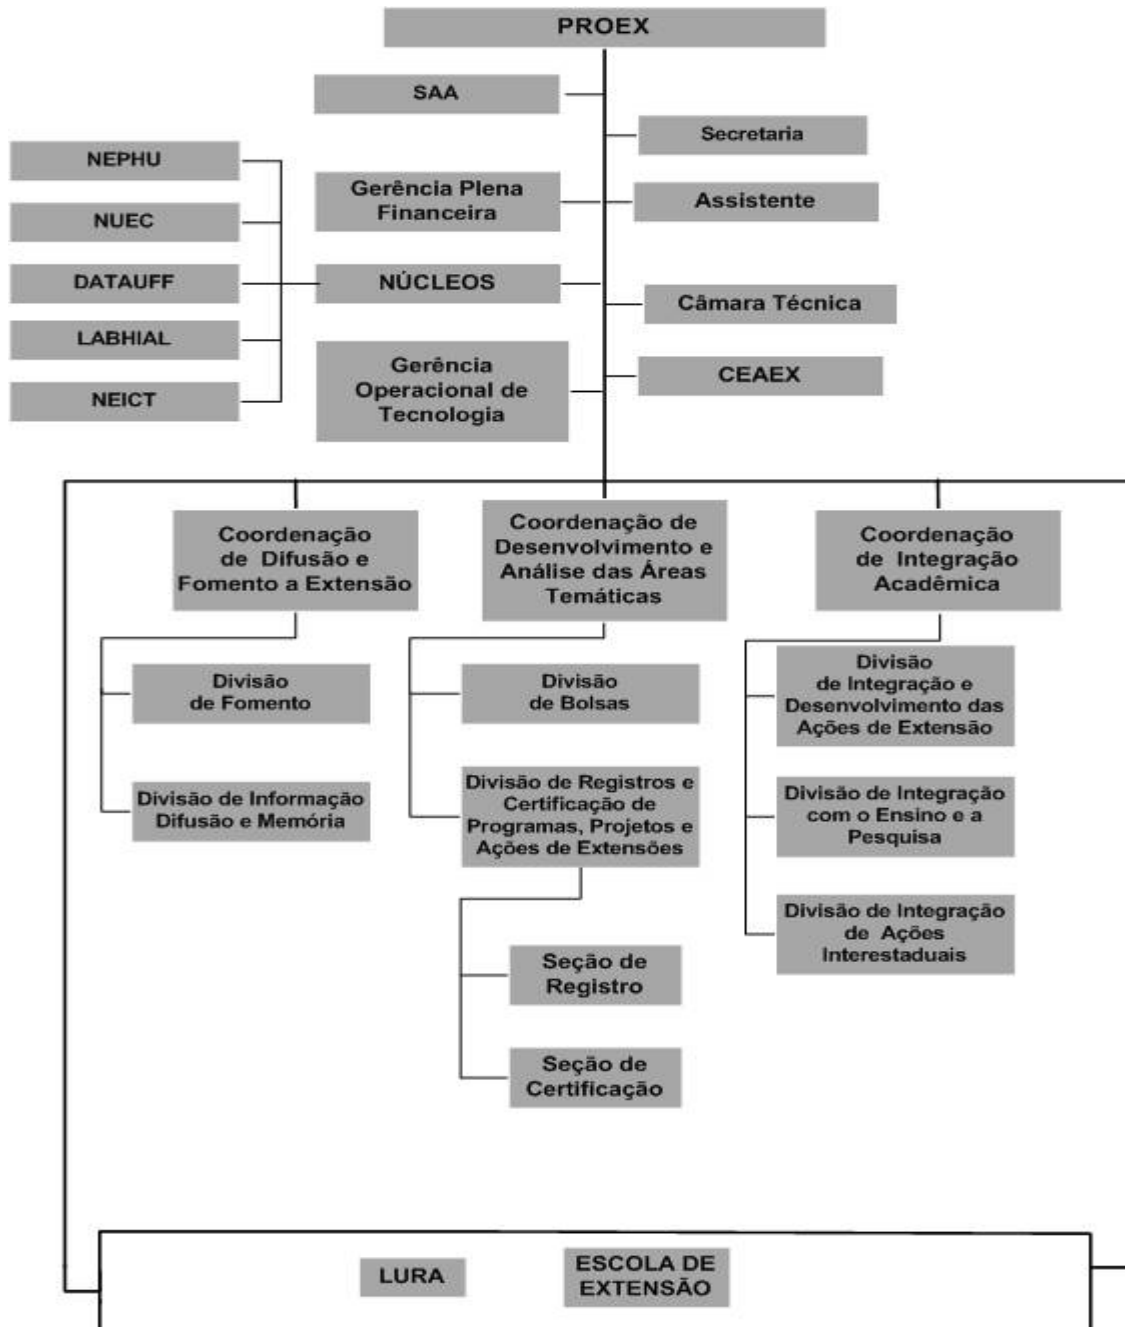 PROEX
SAA
Secretaria
NEPHU
NUEC
DATAUFF
LABHIAL
NEICT
Gerência Plena
Financeira
Assistente
NÚCLEOS
Câmara Técnica
Gerência
Operacional de
Tecnologia
CEAEX
Coordenação
de Difusão e
Fomento a Extensão
Coordenação de
Desenvolvimento e
Análise das Áreas
Temáticas
Coordenação
de Integração
Acadêmica
Divisão
de Fomento
Divisão de Informação
Difusão e Memória
Divisão
de Bolsas
Divisão de Registros e
Certificação de
Programas, Projetos e
Ações de Extensões
Seção de
Registro
Seção de
Certificação
Divisão
de Integração e
Desenvolvimento das
Ações de Extensão
Divisão de Integração
com o Ensino e a
Pesquisa
Divisão de Integração
de Ações
Interestaduais
LURA
ESCOLA DE
EXTENSÃO